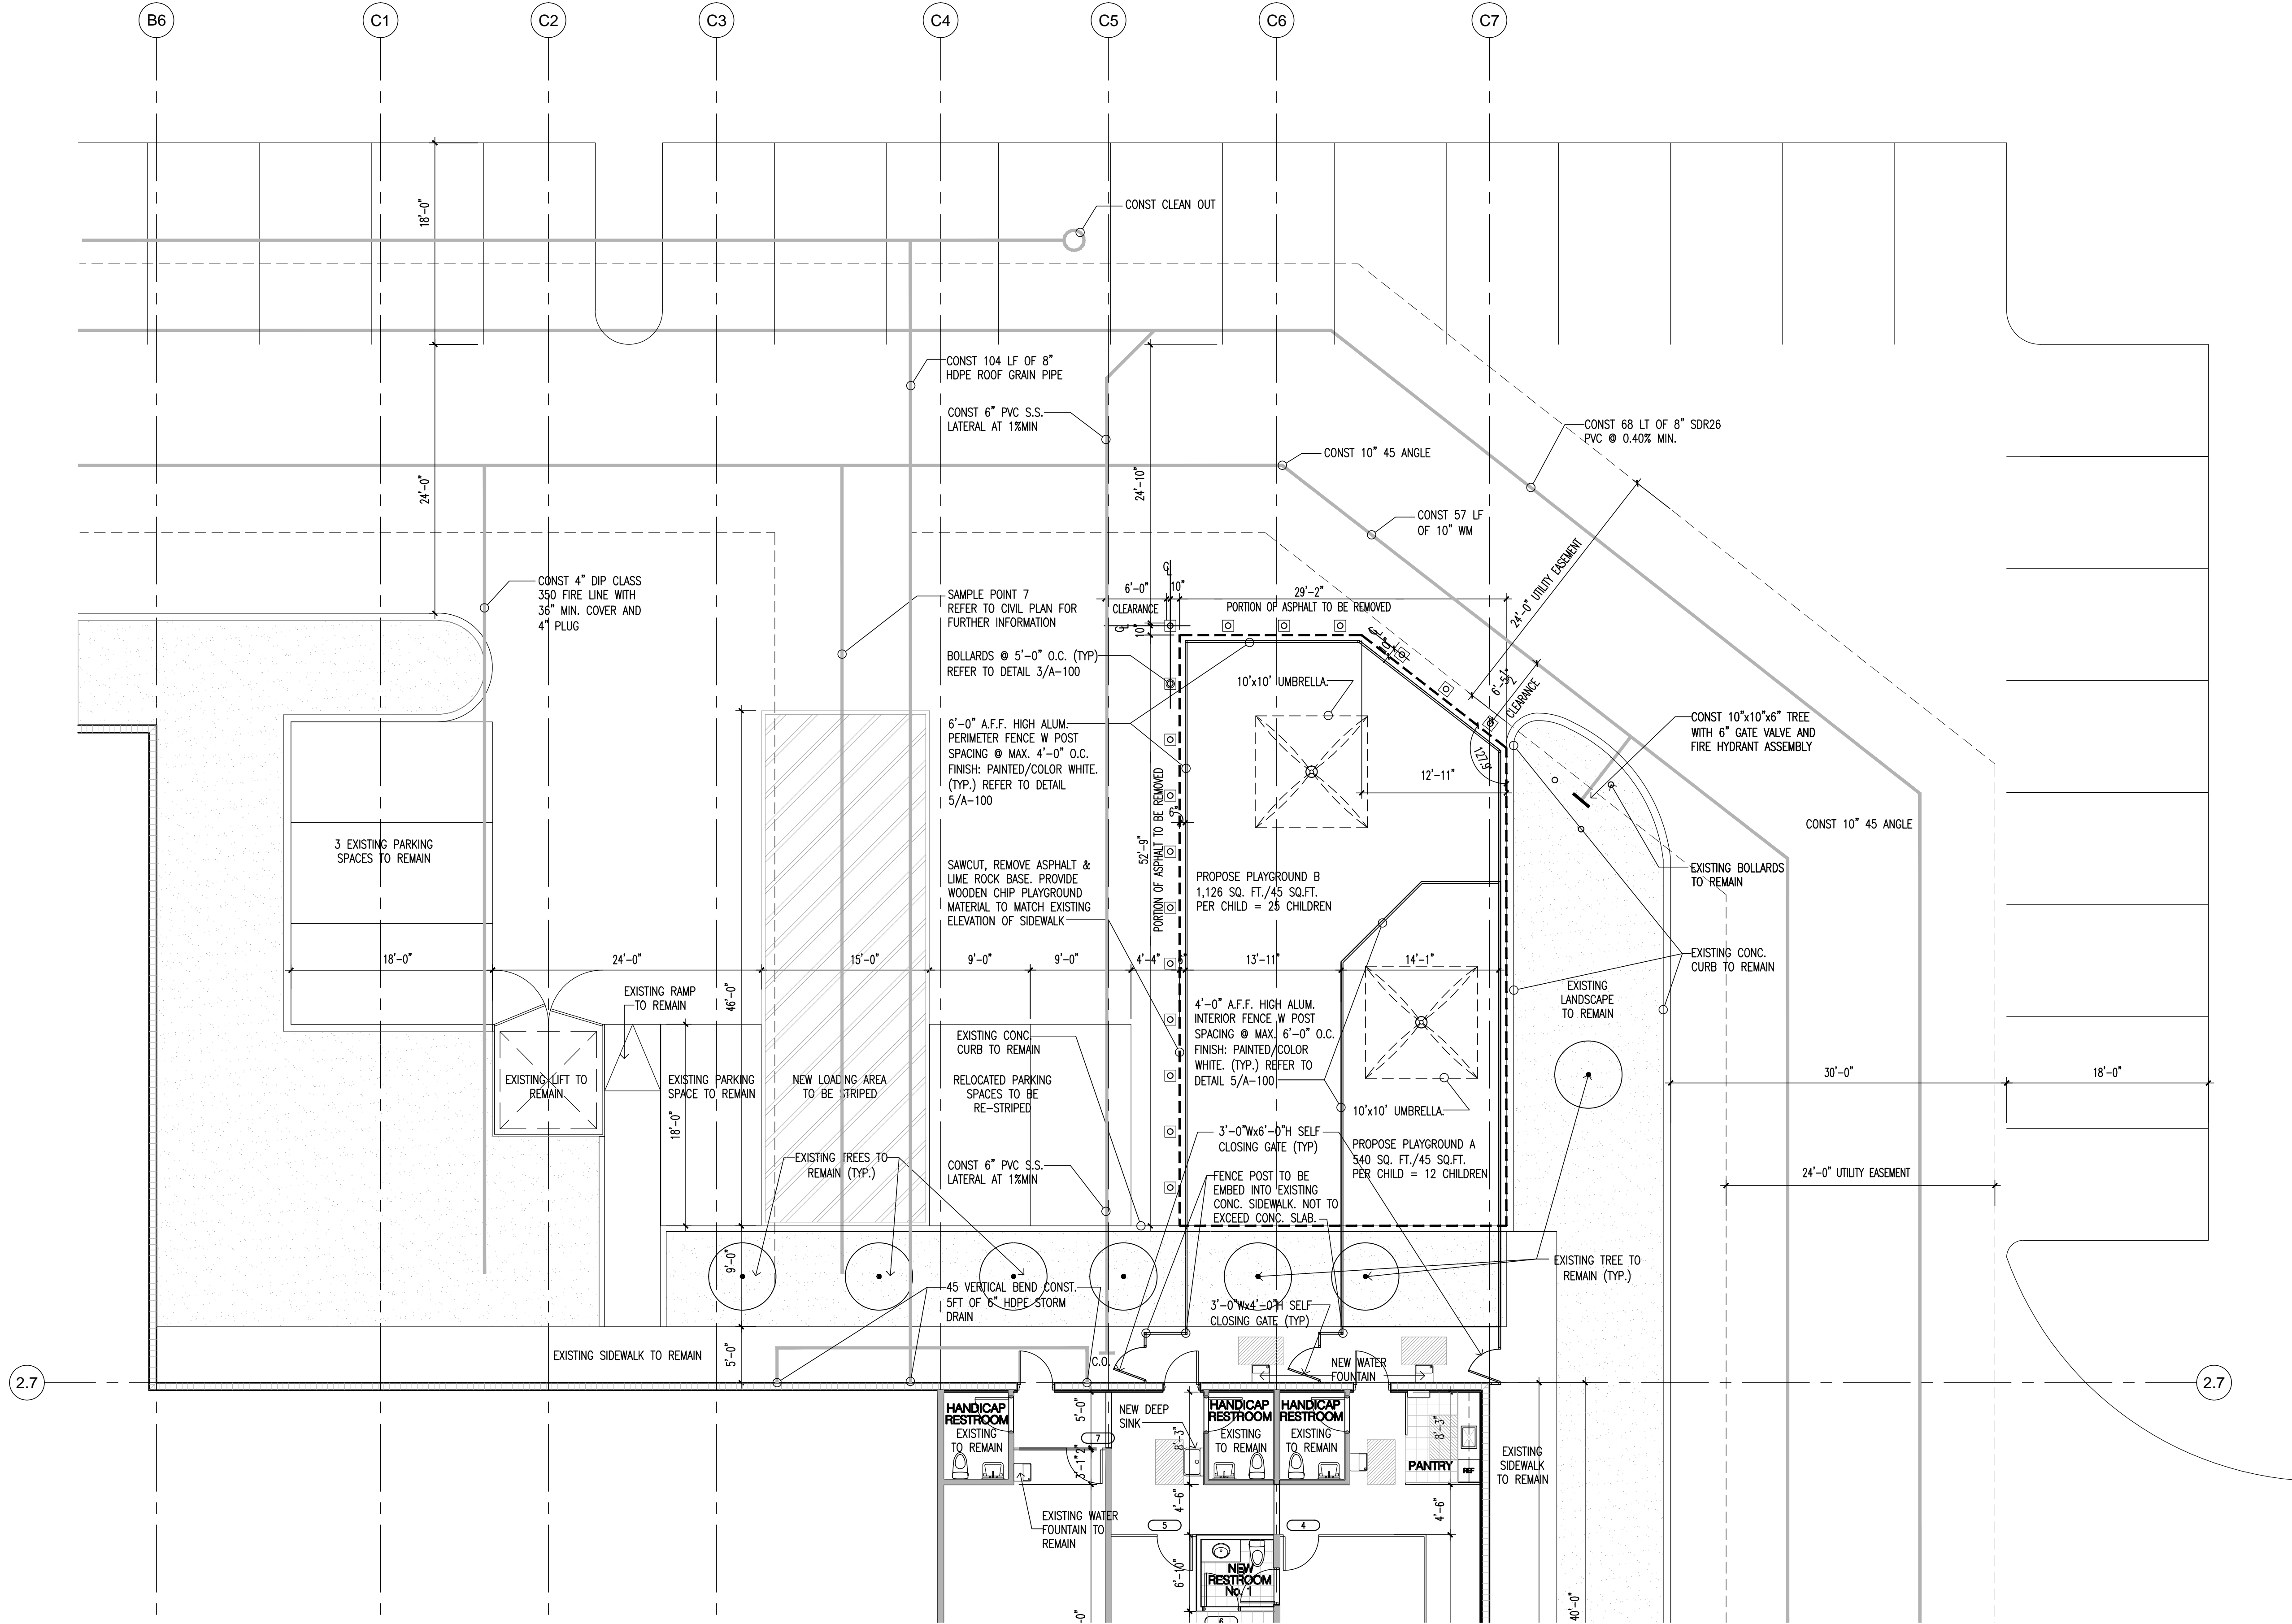 B6
C1
C2
C3
C4
C5
C6
C7
18'-0"
CONST CLEAN OUT
24'-0"
CONST 104 LF OF 8"
HDPE ROOF GRAIN PIPE
CONST 6" PVC S.S.
LATERAL AT 1%MIN
24'-10"
CONST 10" 45 ANGLE
CONST 68 LT OF 8" SDR26
PVC @ 0.40% MIN.
CONST 57 LF
OF 10" WM
24'-0" UTILITY EASEMENT
CONST 4" DIP CLASS
350 FIRE LINE WITH
36" MIN. COVER AND
4" PLUG
SAMPLE POINT 7
REFER TO CIVIL PLAN FOR
FURTHER INFORMATION
6'-0"
CLEARANCE
10"
29'-2"
PORTION OF ASPHALT TO BE REMOVED
10"
BOLLARDS @ 5'-0" O.C. (TYP)
REFER TO DETAIL 3/A-100
10'x10' UMBRELLA.
6'-5 1/2"
CLEARANCE
6'-0" A.F.F. HIGH ALUM.
PERIMETER FENCE W POST
SPACING @ MAX. 4'-0" O.C.
FINISH: PAINTED/COLOR WHITE.
(TYP.) REFER TO DETAIL
5/A-100
CONST 10"x10"x6" TREE
WITH 6" GATE VALVE AND
FIRE HYDRANT ASSEMBLY
127.9°
12'-11"
6"
52'-9"
PORTION OF ASPHALT TO BE REMOVED
CONST 10" 45 ANGLE
3 EXISTING PARKING
SPACES TO REMAIN
SAWCUT, REMOVE ASPHALT &
LIME ROCK BASE. PROVIDE
WOODEN CHIP PLAYGROUND
MATERIAL TO MATCH EXISTING
ELEVATION OF SIDEWALK
PROPOSE PLAYGROUND B
1,126 SQ. FT./45 SQ.FT.
PER CHILD = 25 CHILDREN
EXISTING BOLLARDS
TO REMAIN
18'-0"
24'-0"
15'-0"
9'-0"
9'-0"
4'-4"
6"
13'-11"
14'-1"
EXISTING CONC.
CURB TO REMAIN
46'-0"
EXISTING RAMP
TO REMAIN
EXISTING
LANDSCAPE
TO REMAIN
4'-0" A.F.F. HIGH ALUM.
INTERIOR FENCE W POST
SPACING @ MAX. 6'-0" O.C.
FINISH: PAINTED/COLOR
WHITE. (TYP.) REFER TO
DETAIL 5/A-100
EXISTING CONC.
CURB TO REMAIN
EXISTING LIFT TO
REMAIN
EXISTING PARKING
SPACE TO REMAIN
NEW LOADING AREA
TO BE STRIPED
RELOCATED PARKING
SPACES TO BE
RE-STRIPED
30'-0"
18'-0"
18'-0"
10'x10' UMBRELLA.
3'-0"Wx6'-0"H SELF
CLOSING GATE (TYP)
PROPOSE PLAYGROUND A
540 SQ. FT./45 SQ.FT.
PER CHILD = 12 CHILDREN
EXISTING TREES TO
REMAIN (TYP.)
CONST 6" PVC S.S.
LATERAL AT 1%MIN
FENCE POST TO BE
EMBED INTO EXISTING
CONC. SIDEWALK. NOT TO
EXCEED CONC. SLAB.
24'-0" UTILITY EASEMENT
9'-0"
EXISTING TREE TO
REMAIN (TYP.)
45 VERTICAL BEND CONST.
5FT OF 6" HDPE STORM
DRAIN
3'-0"Wx4'-0"H SELF
CLOSING GATE (TYP)
EXISTING SIDEWALK TO REMAIN
5'-0"
C.O.
NEW WATER
FOUNTAIN
2.7
2.7
HANDICAP
RESTROOM
EXISTING
TO REMAIN
5'-0"
7
3'-1"2"
NEW DEEP
SINK
8'-3"
HANDICAP
RESTROOM
EXISTING
TO REMAIN
HANDICAP
RESTROOM
EXISTING
TO REMAIN
8'-3"
PANTRY
REF
EXISTING
SIDEWALK
TO REMAIN
EXISTING WATER
FOUNTAIN TO
REMAIN
4'-6"
5
4
4'-6"
6'-10"
NEW
RESTROOM
No. 1
40'-0"